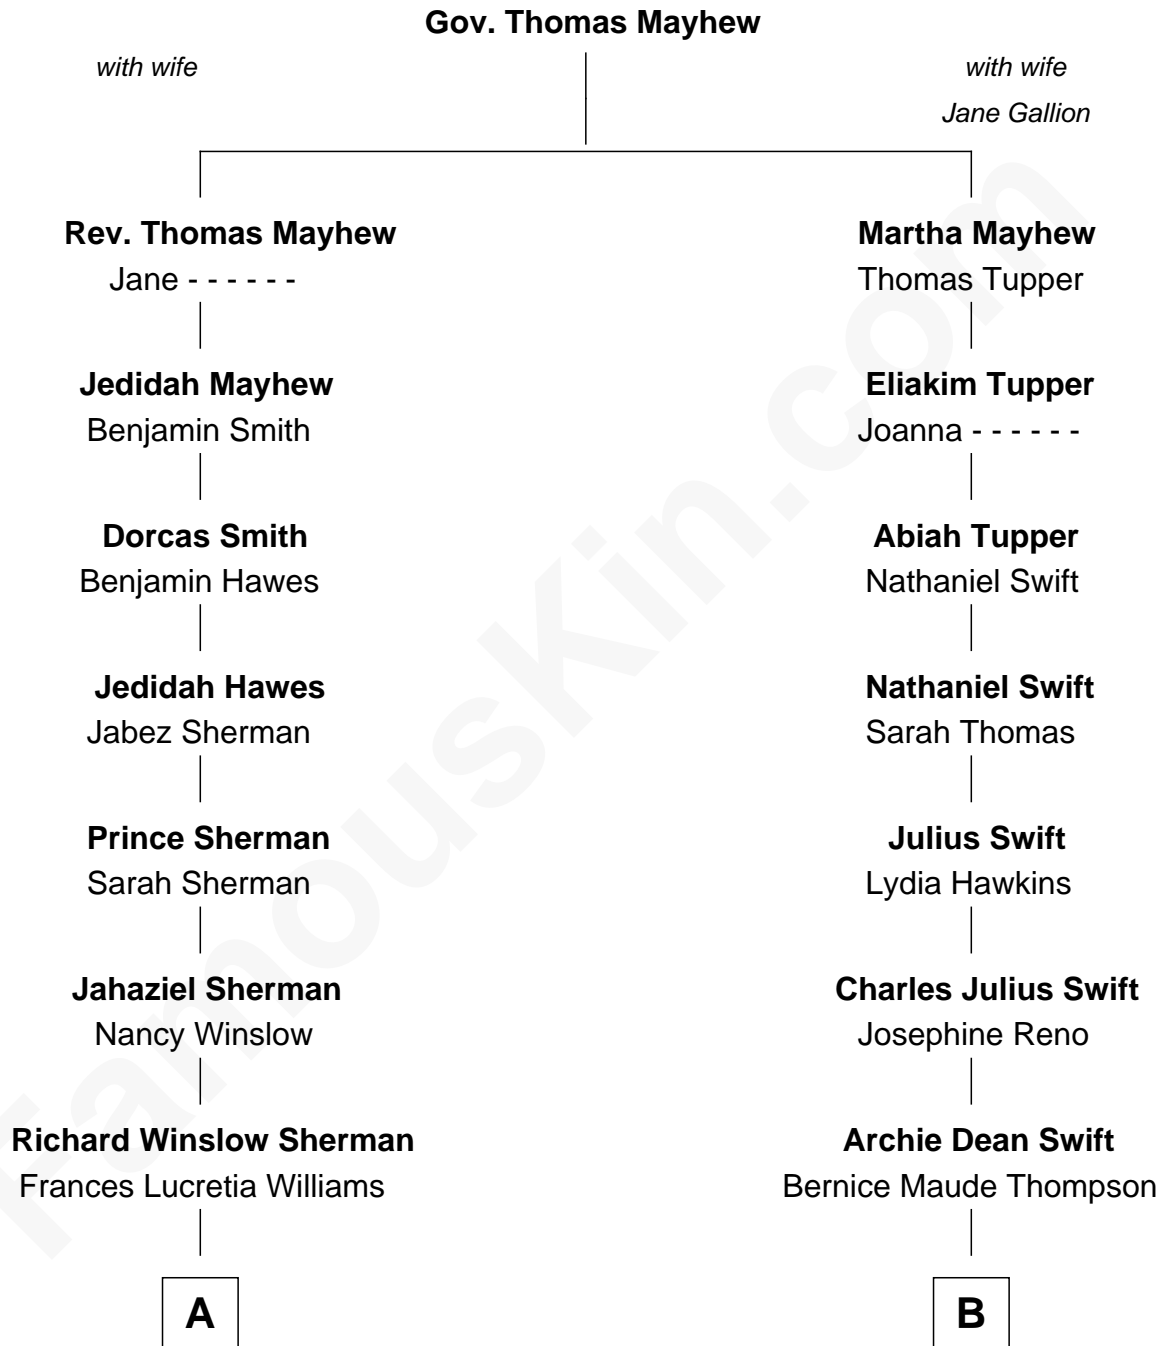 Gov. Thomas Mayhew
with wife
with wife
Jane Gallion
Rev. Thomas Mayhew
Jane - - - - - -
Martha Mayhew
Thomas Tupper
Jedidah Mayhew
Benjamin Smith
Eliakim Tupper
Joanna - - - - - -
Dorcas Smith
Benjamin Hawes
Abiah Tupper
Nathaniel Swift
Jedidah Hawes
Jabez Sherman
Nathaniel Swift
Sarah Thomas
Prince Sherman
Sarah Sherman
Julius Swift
Lydia Hawkins
Jahaziel Sherman
Nancy Winslow
Charles Julius Swift
Josephine Reno
Richard Winslow Sherman
Frances Lucretia Williams
Archie Dean Swift
Bernice Maude Thompson
A
B
FamousKin.com